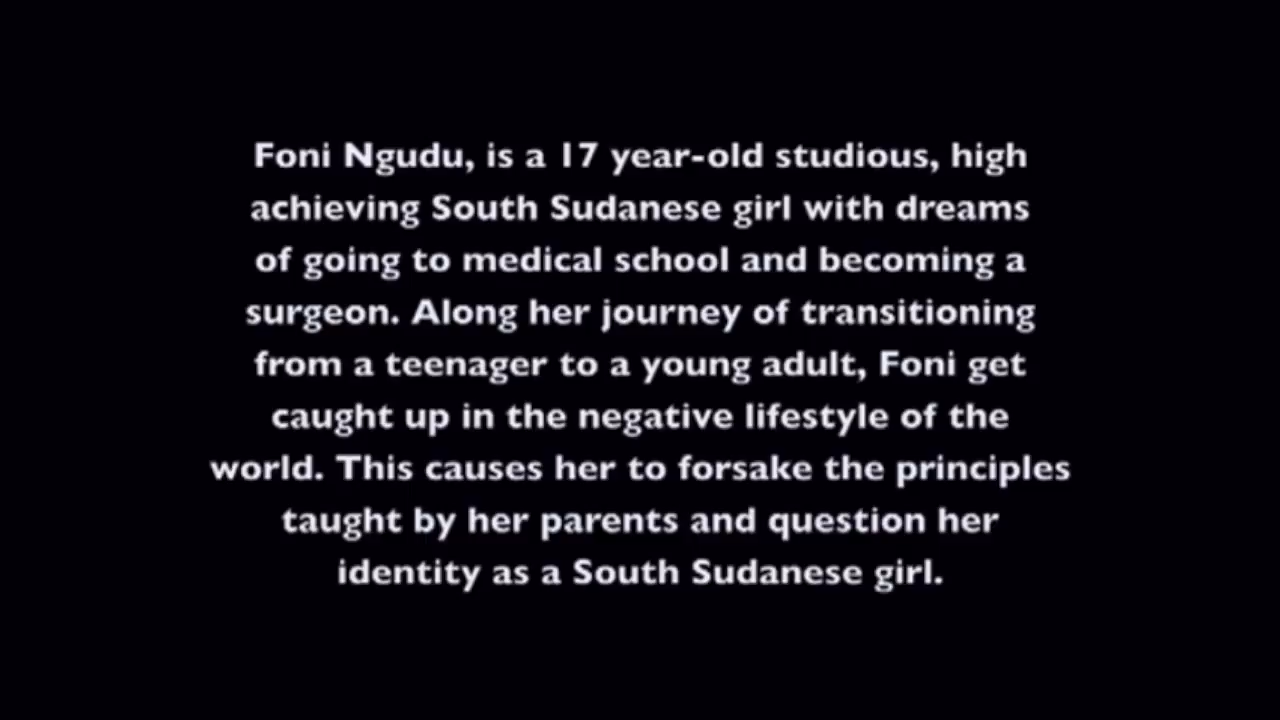 Foni Ngudu, is a 17 year-old studious, high
achieving South Sudanese girl with dreams
of going to medical school and becoming a
surgeon. Along her journey of transitioning
from a teenager to a young adult, Foni get
caught up in the negative lifestyle of the
world. This causes her to forsake the principles
taught by her parents and question her
identity as a South Sudanese girl.